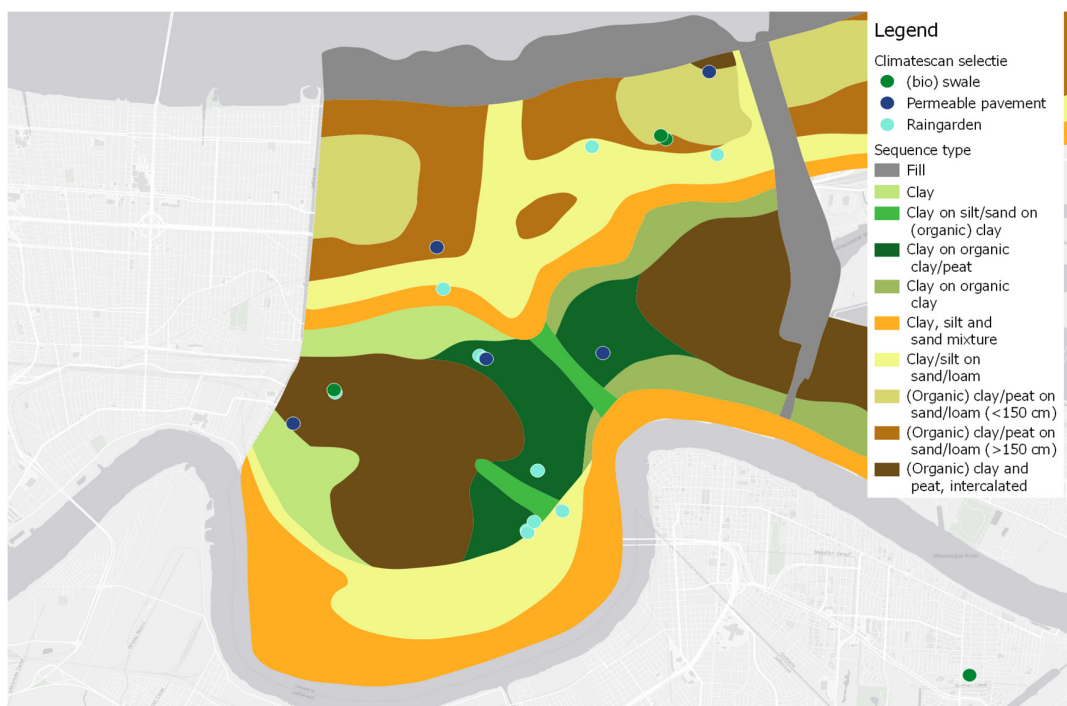 Legend
Climatescan selectie
(bio) swale
Permeable pavement
Raingarden
Sequence type
Fill
Clay
Clay on silt/sand on
(organic) clay
Clay on organic
clay/peat
Clay on organic
clay
Clay, silt and
sand mixture
Clay/silt on
sand/loam
(Organic) clay/peat on
sand/loam (<150 cm)
(Organic) clay/peat on
sand/loam (>150 cm)
(Organic) clay and
peat, intercalated